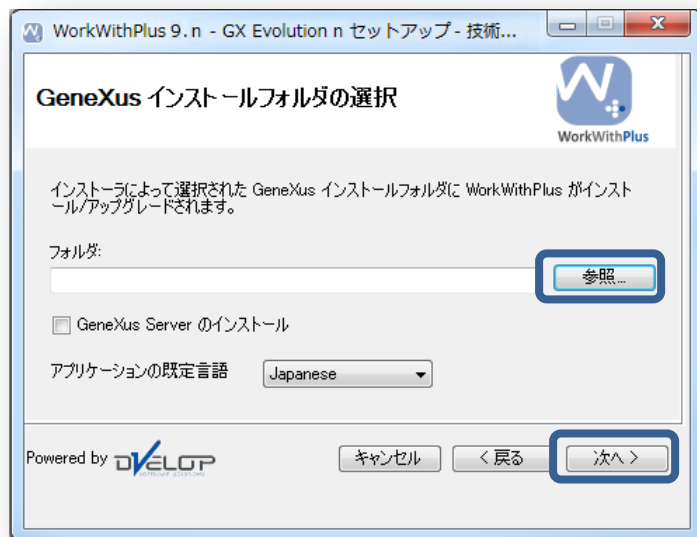 WorkWithPlus 9.n - GX Evolution n セットアップ - 技術...
GeneXus インストールフォルダの選択
WorkWithPlus
インストーラによって選択された GeneXus インストールフォルダに WorkWithPlus がインスト
ール/アップグレードされます。
フォルダ:
参照...
GeneXus Server のインストール
アプリケーションの既定言語
Japanese
Powered by DVELOP
キャンセル
< 戻る
次へ >